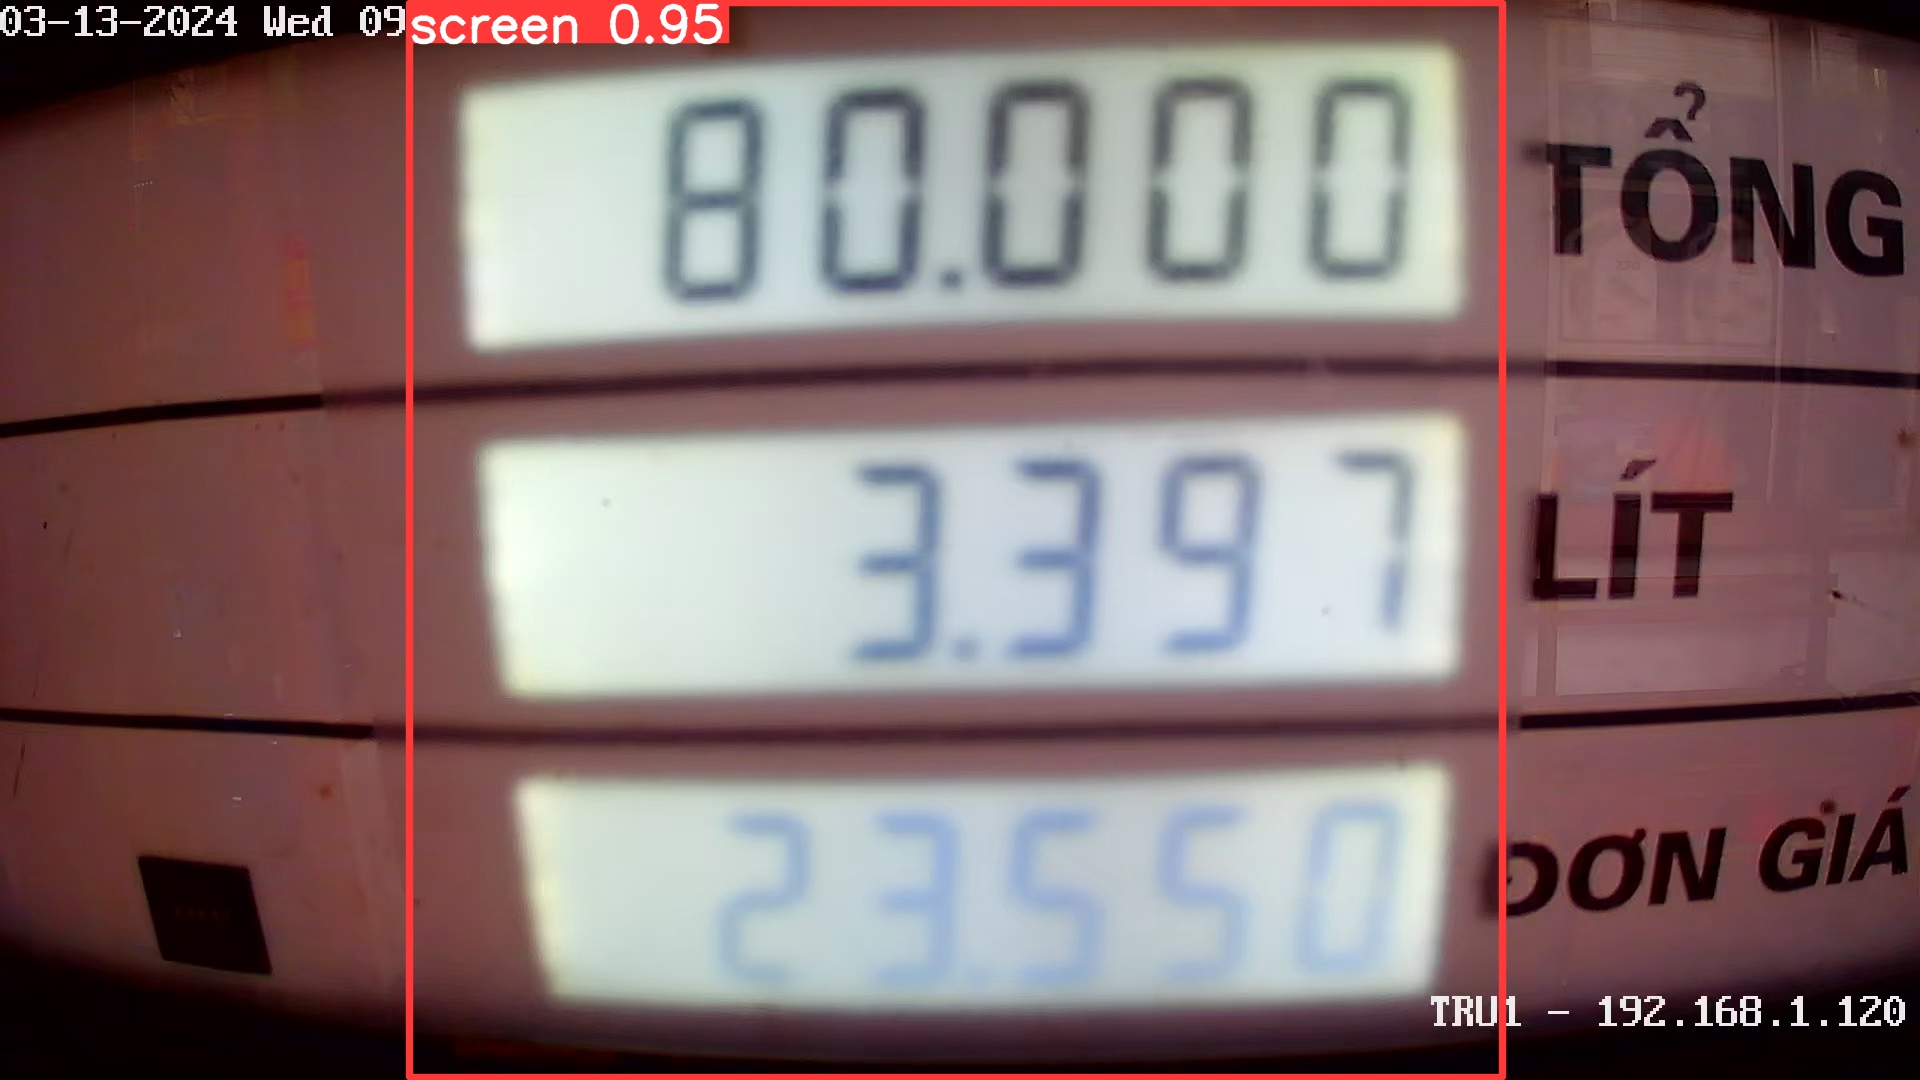 03-13-2024 Wed 09
screen 0.95
80.000
TỔNG
3.397
LÍT
23.550
ĐƠN GIÁ
TRU1 - 192.168.1.120